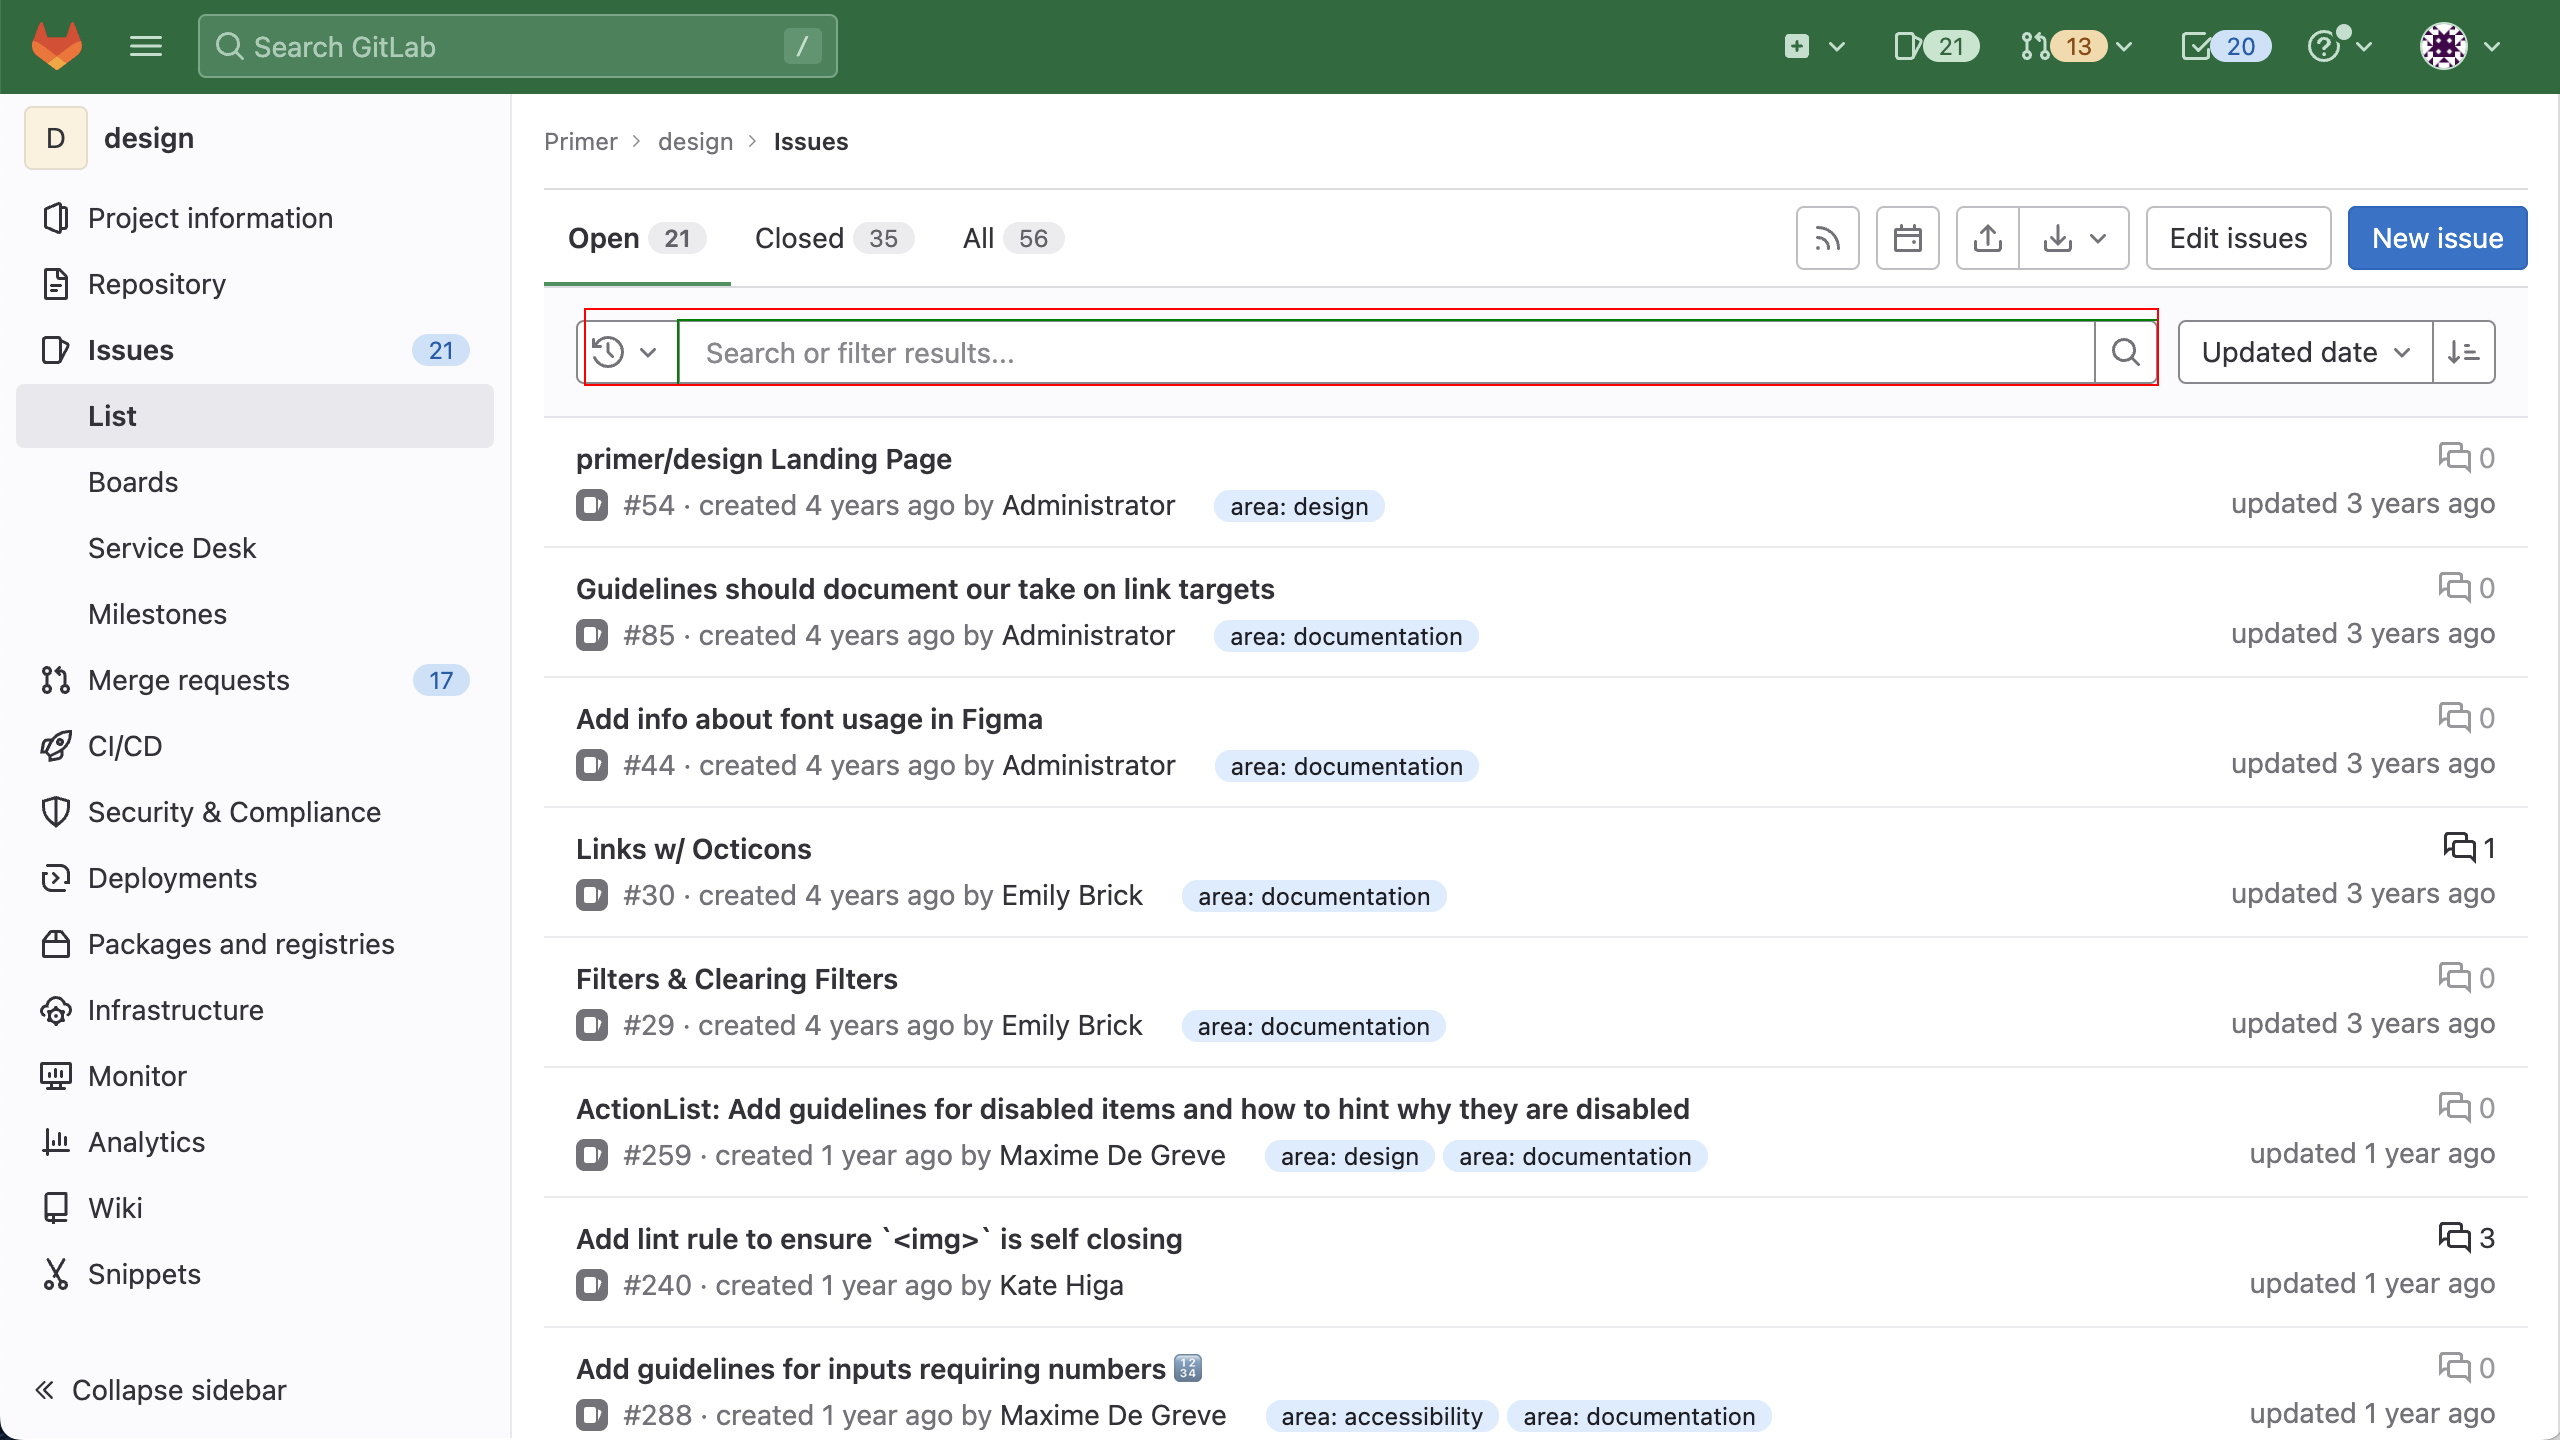 Search GitLab
/
21
13
20
D
design
Project information
Repository
Issues
21
List
Boards
Service Desk
Milestones
Merge requests
17
CI/CD
Security & Compliance
Deployments
Packages and registries
Infrastructure
Monitor
Analytics
Wiki
Snippets
Collapse sidebar
Primer
design
Issues
Open 21
Closed 35
All 56
Edit issues
New issue
Search or filter results...
Updated date
primer/design Landing Page
0
#54 · created 4 years ago by Administrator
area: design
updated 3 years ago
Guidelines should document our take on link targets
0
#85 · created 4 years ago by Administrator
area: documentation
updated 3 years ago
Add info about font usage in Figma
0
#44 · created 4 years ago by Administrator
area: documentation
updated 3 years ago
Links w/ Octicons
1
#30 · created 4 years ago by Emily Brick
area: documentation
updated 3 years ago
Filters & Clearing Filters
0
#29 · created 4 years ago by Emily Brick
area: documentation
updated 3 years ago
ActionList: Add guidelines for disabled items and how to hint why they are disabled
0
#259 · created 1 year ago by Maxime De Greve
area: design
area: documentation
updated 1 year ago
Add lint rule to ensure `<img>` is self closing
3
#240 · created 1 year ago by Kate Higa
updated 1 year ago
Add guidelines for inputs requiring numbers 🔢
0
#288 · created 1 year ago by Maxime De Greve
area: accessibility
area: documentation
updated 1 year ago